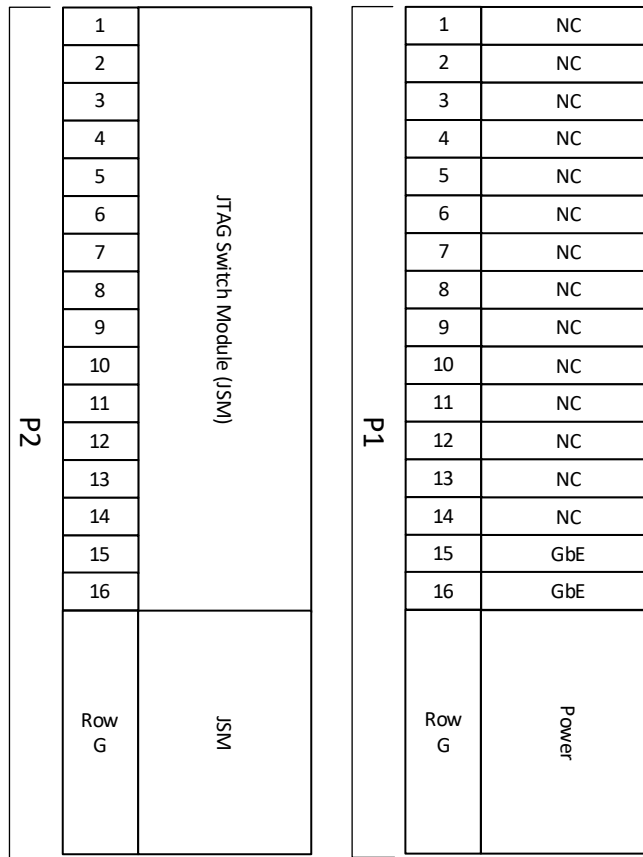 P2
1
2
3
4
5
6
7
8
9
10
11
12
13
14
15
16
JTAG Switch Module (JSM)
Row
G
JSM
P1
1 NC
2 NC
3 NC
4 NC
5 NC
6 NC
7 NC
8 NC
9 NC
10 NC
11 NC
12 NC
13 NC
14 NC
15 GbE
16 GbE
Row
G
Power